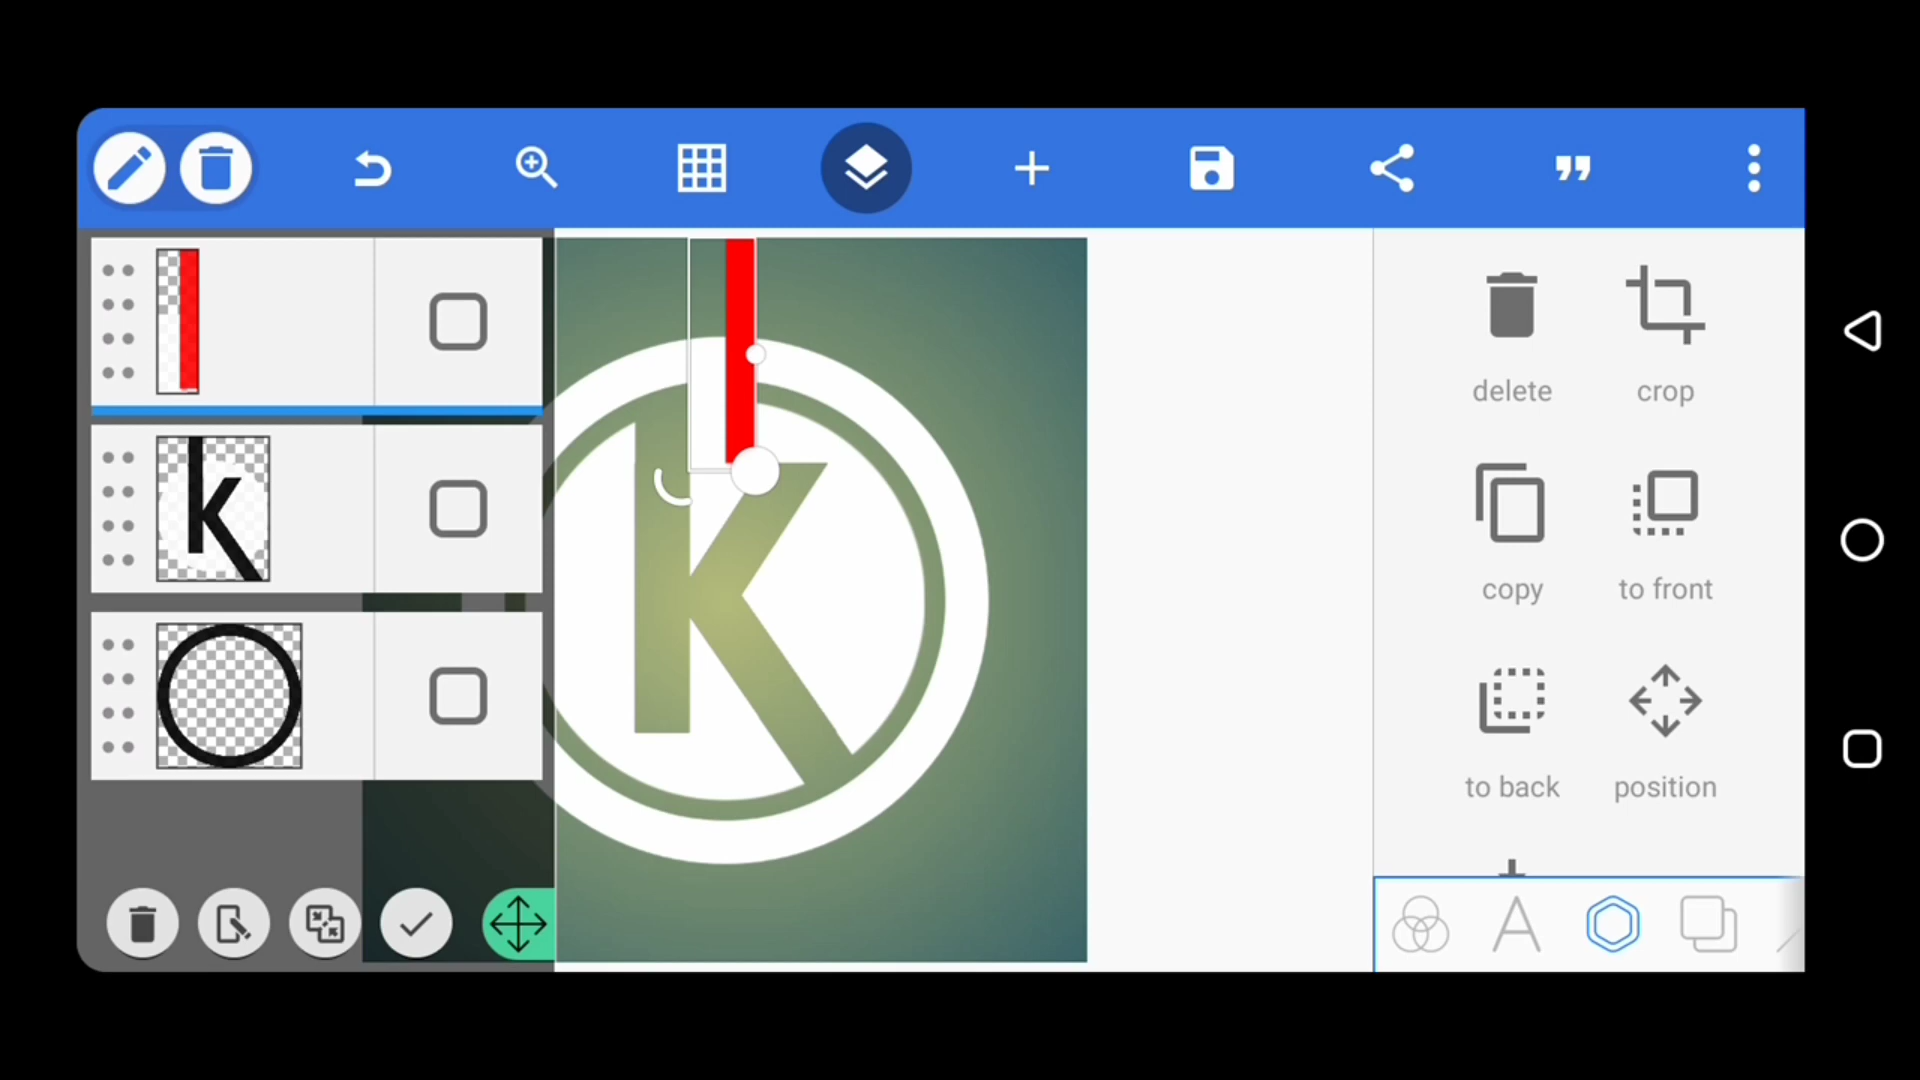 k
K
delete crop
copy to front
to back position
A